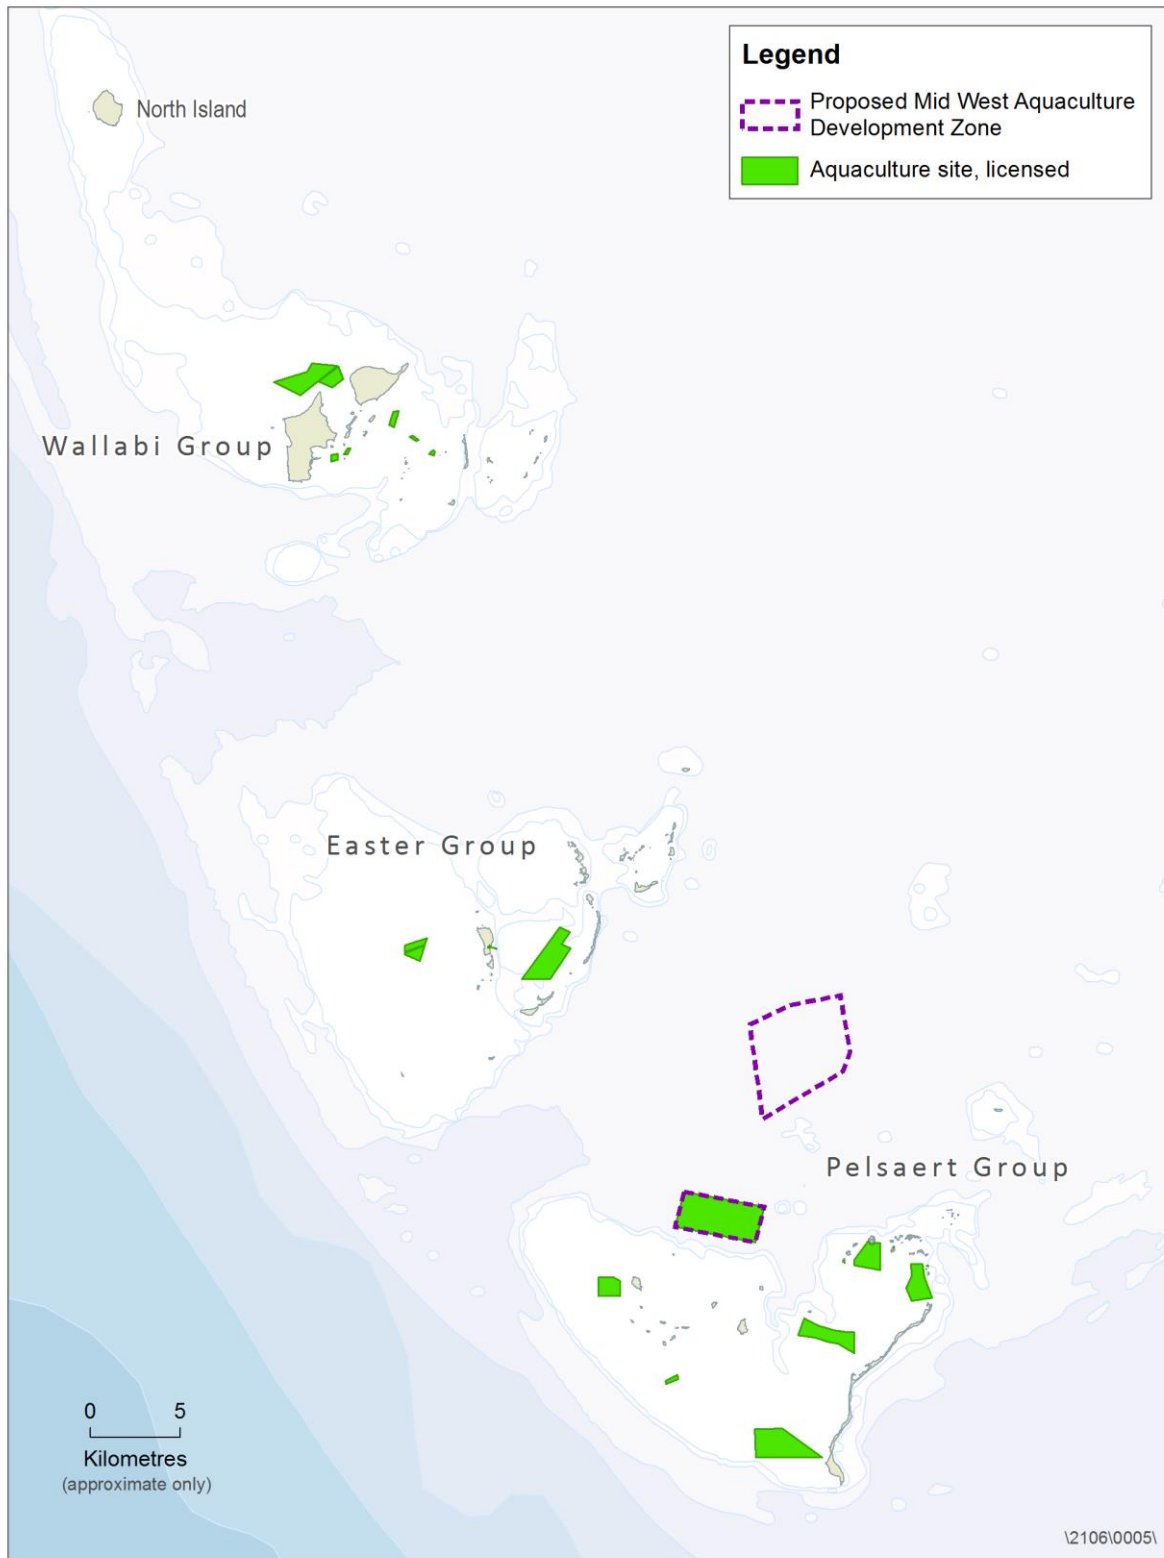 Legend
Proposed Mid West Aquaculture
Development Zone
Aquaculture site, licensed
North Island
Wallabi Group
Easter Group
Pelsaert Group
0 5
Kilometres
(approximate only)
\2106\0005\